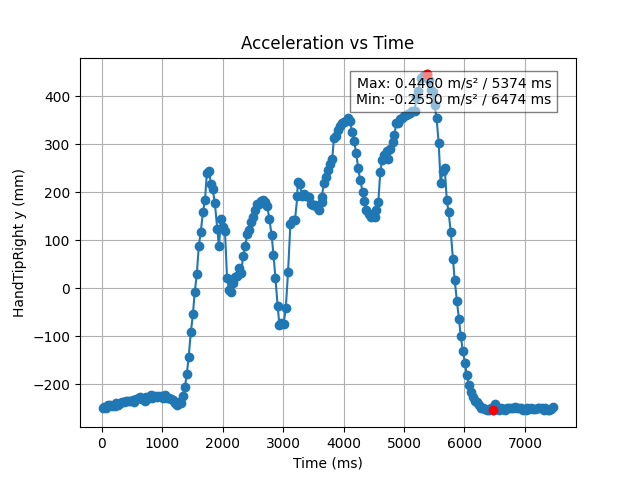 Acceleration vs Time
Max: 0.4460 m/s² / 5374 ms
Min: -0.2550 m/s² / 6474 ms
HandTipRight y (mm)
400
300
200
100
0
−100
−200
0 1000 2000 3000 4000 5000 6000 7000
Time (ms)